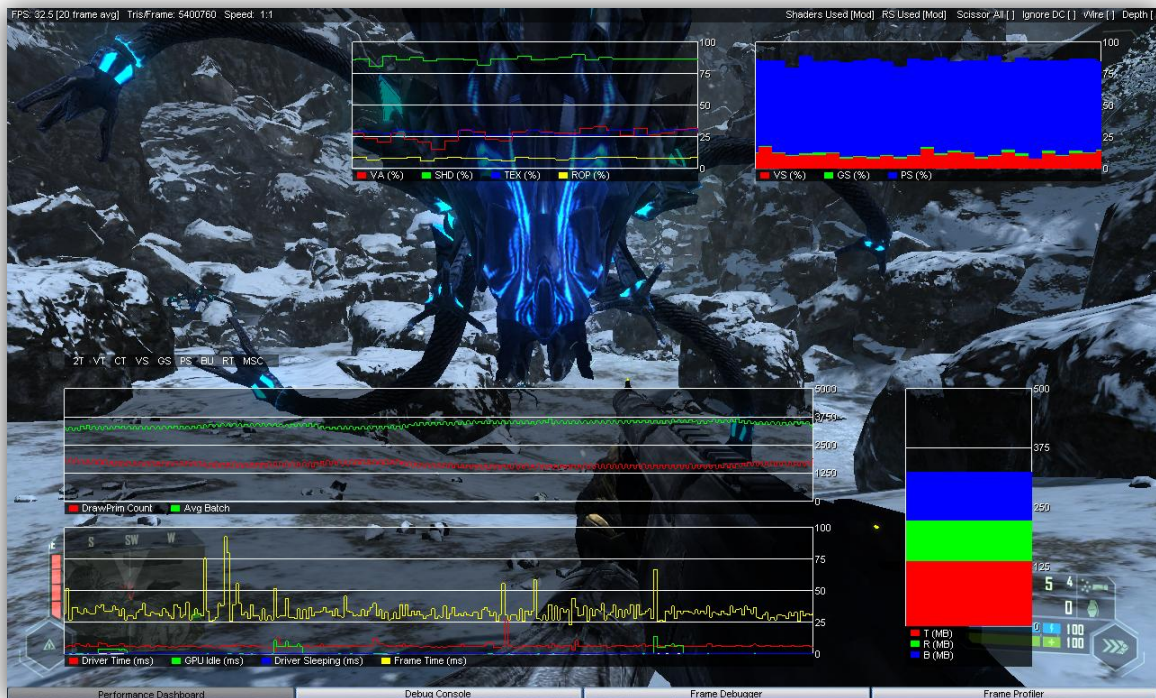 FPS: 32.5 [20 frame avg] Tris/Frame: 5400760 Speed: 1:1 Shaders Used [Mod] RS Used [Mod] Scissor All [ ] Ignore DC [ ] Wire [ ] Depth [
100
75
50
25
0
VA (%) SHD (%) TEX (%) ROP (%)
100
75
50
25
0
VS (%) GS (%) PS (%)
2T VT CT VS GS PS BU RT MSC
5000
3750
2500
1250
0
DrawPrim Count Avg Batch
S SW W
100
75
50
25
0
Driver Time (ms) GPU Idle (ms) Driver Sleeping (ms) Frame Time (ms)
500
375
250
125
0
T (MB)
R (MB)
B (MB)
5 4
0
100
100
Performance Dashboard Debug Console Frame Debugger Frame Profiler